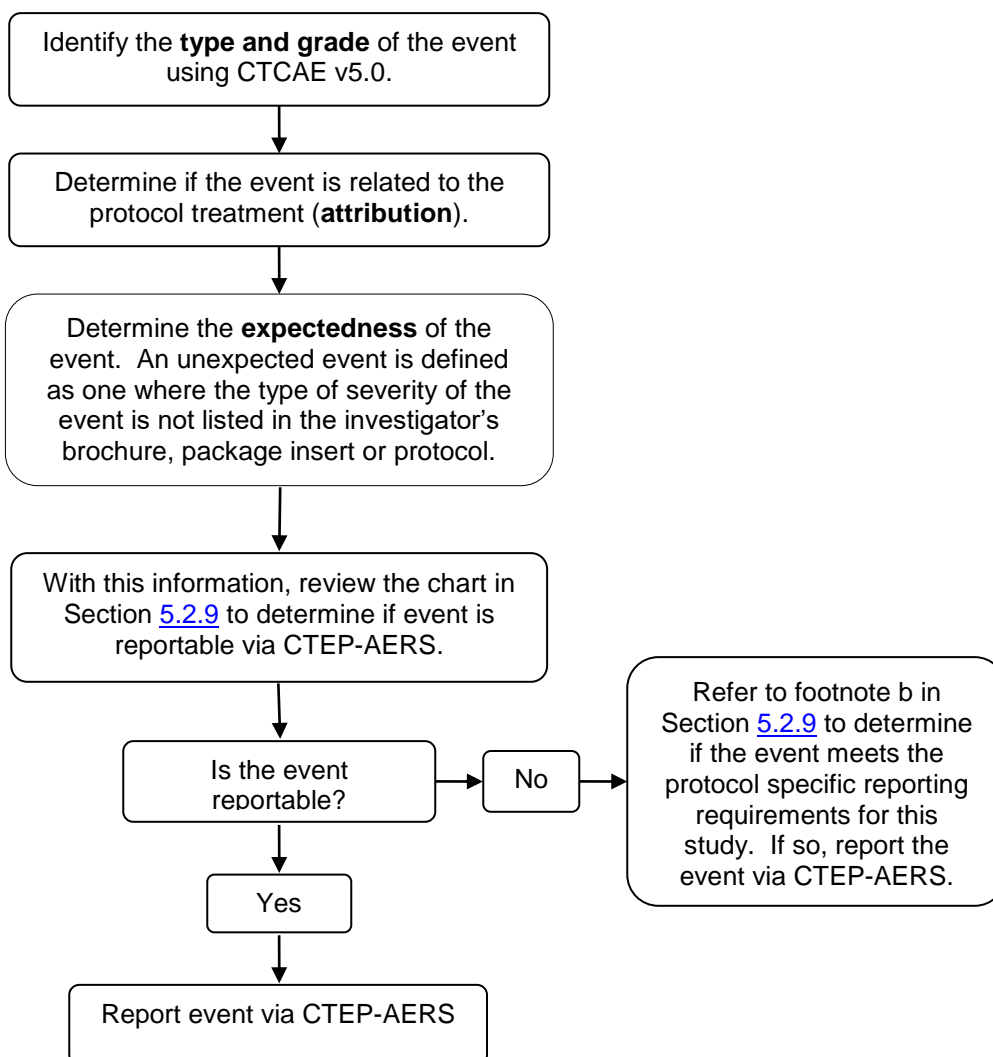 Identify the type and grade of the event
using CTCAE v5.0.
Determine if the event is related to the
protocol treatment (attribution).
Determine the expectedness of the
event.  An unexpected event is defined
as one where the type of severity of the
event is not listed in the investigator’s
brochure, package insert or protocol.
With this information, review the chart in
Section 5.2.9 to determine if event is
reportable via CTEP-AERS.
Is the event
reportable?
No
Refer to footnote b in
Section 5.2.9 to determine
if the event meets the
protocol specific reporting
requirements for this
study.  If so, report the
event via CTEP-AERS.
Yes
Report event via CTEP-AERS